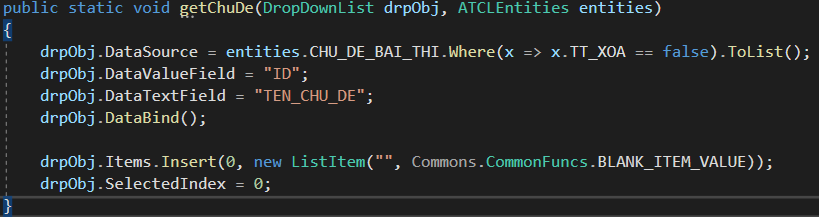 public static void getChuDe(DropDownList drpObj, ATCLEntities entities)
{
drpObj.DataSource = entities.CHU_DE_BAI_THI.Where(x => x.TT_XOA == false).ToList();
drpObj.DataValueField = "ID";
drpObj.DataTextField = "TEN_CHU_DE";
drpObj.DataBind();
drpObj.Items.Insert(0, new ListItem("", Commons.CommonFuncs.BLANK_ITEM_VALUE));
drpObj.SelectedIndex = 0;
}